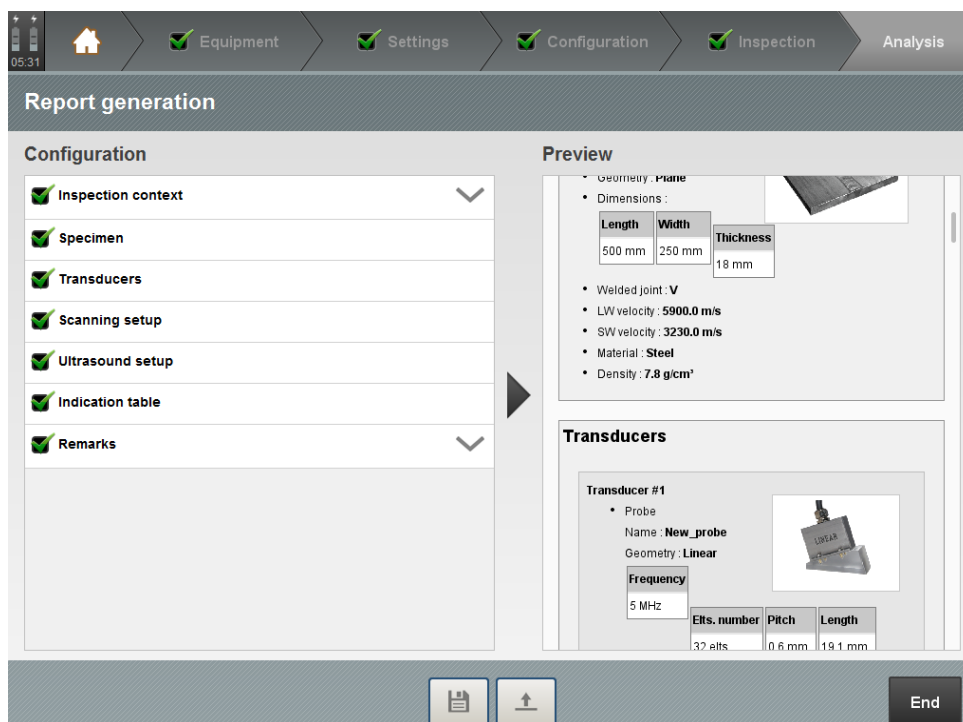 05:31
Equipment
Settings
Configuration
Inspection
Analysis
Report generation
Configuration
Inspection context
Specimen
Transducers
Scanning setup
Ultrasound setup
Indication table
Remarks
Preview
Geometry : Plane
Dimensions :
Length Width Thickness
500 mm 250 mm 18 mm
Welded joint : V
LW velocity : 5900.0 m/s
SW velocity : 3230.0 m/s
Material : Steel
Density : 7.8 g/cm³
Transducers
Transducer #1
Probe
Name : New_probe
Geometry : Linear
LINEAR
Frequency
5 MHz
Elts. number Pitch Length
32 elts 0.6 mm 19.1 mm
End